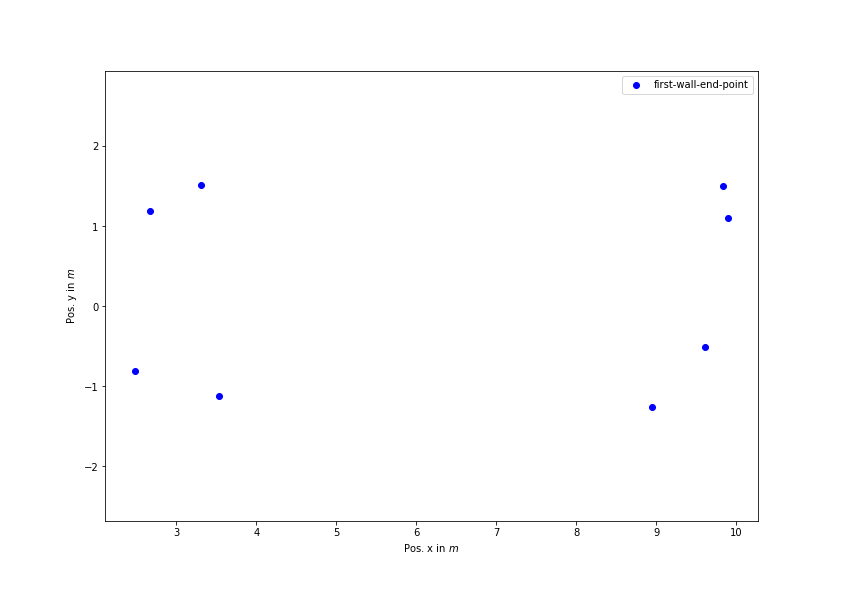 first-wall-end-point
2
1
0
−1
−2
Pos. y in m
3 4 5 6 7 8 9 10
Pos. x in m